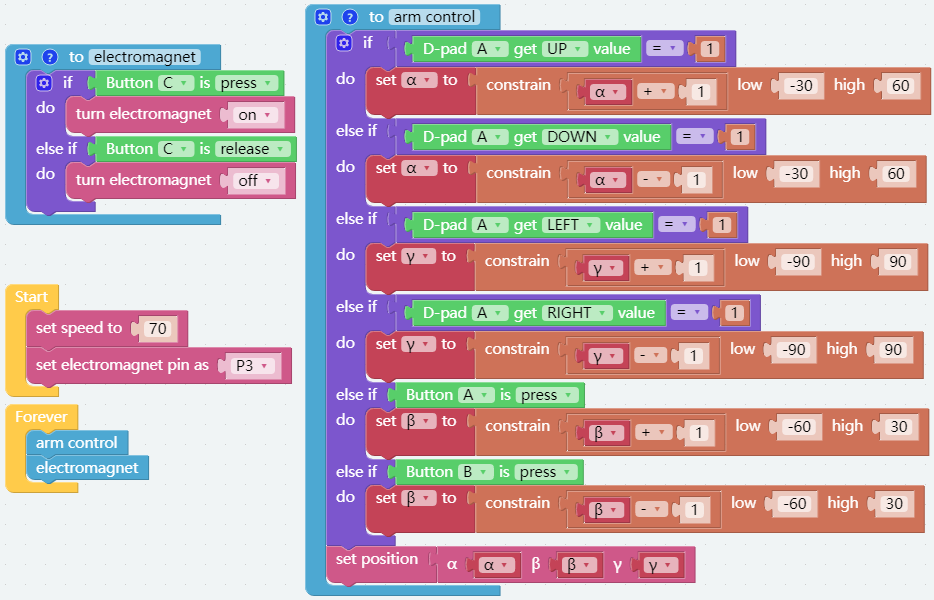 to electromagnet
if Button C is press
do turn electromagnet on
else if Button C is release
do turn electromagnet off
Start
set speed to 70
set electromagnet pin as P3
Forever
arm control
electromagnet
to arm control
if D-pad A get UP value = 1
do set α to constrain α + 1 low -30 high 60
else if D-pad A get DOWN value = 1
do set α to constrain α - 1 low -30 high 60
else if D-pad A get LEFT value = 1
do set γ to constrain γ + 1 low -90 high 90
else if D-pad A get RIGHT value = 1
do set γ to constrain γ - 1 low -90 high 90
else if Button A is press
do set β to constrain β + 1 low -60 high 30
else if Button B is press
do set β to constrain β - 1 low -60 high 30
set position α α β β γ γ